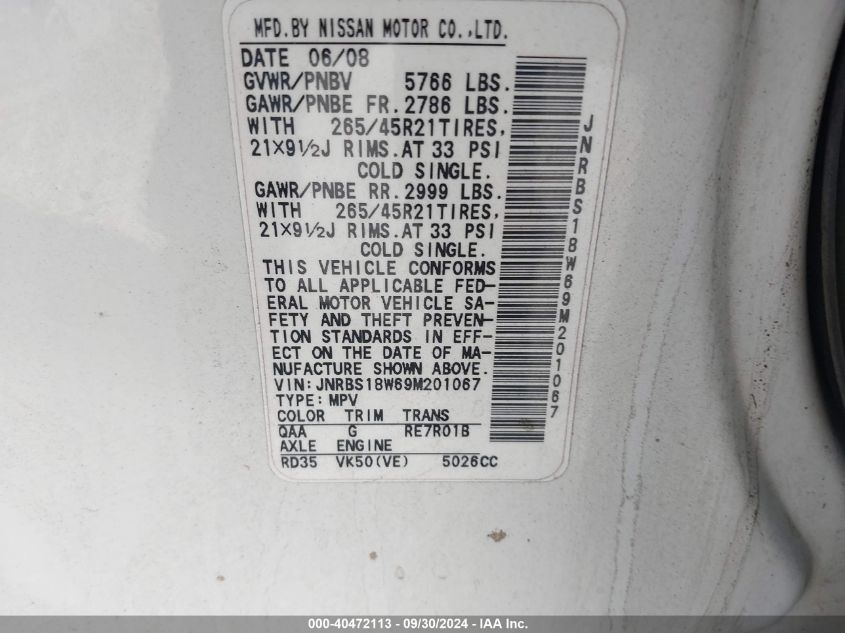 MFD.BY NISSAN MOTOR CO.,LTD.
DATE 06/08
GVWR/PNBV 5766 LBS.
GAWR/PNBE FR. 2786 LBS.
WITH 265/45R21TIRES,
21X9½J RIMS.AT 33 PSI
COLD SINGLE.
GAWR/PNBE RR. 2999 LBS.
WITH 265/45R21TIRES,
21X9½J RIMS.AT 33 PSI
COLD SINGLE.
THIS VEHICLE CONFORMS
TO ALL APPLICABLE FED-
ERAL MOTOR VEHICLE SA-
FETY AND THEFT PREVEN-
TION STANDARDS IN EFF-
ECT ON THE DATE OF MA-
NUFACTURE SHOWN ABOVE.
VIN: JNRBS18W69M201067
TYPE: MPV
COLOR TRIM TRANS
QAA G RE7R01B
AXLE ENGINE
RD35 VK50(VE) 5026CC
JNRBS18W69M201067
000-40472113 - 09/30/2024 - IAA Inc.